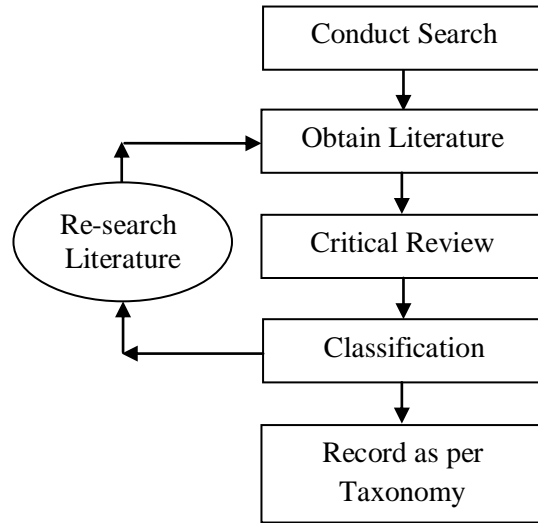 Conduct Search
Obtain Literature
Re-search
Literature
Critical Review
Classification
Record as per
Taxonomy